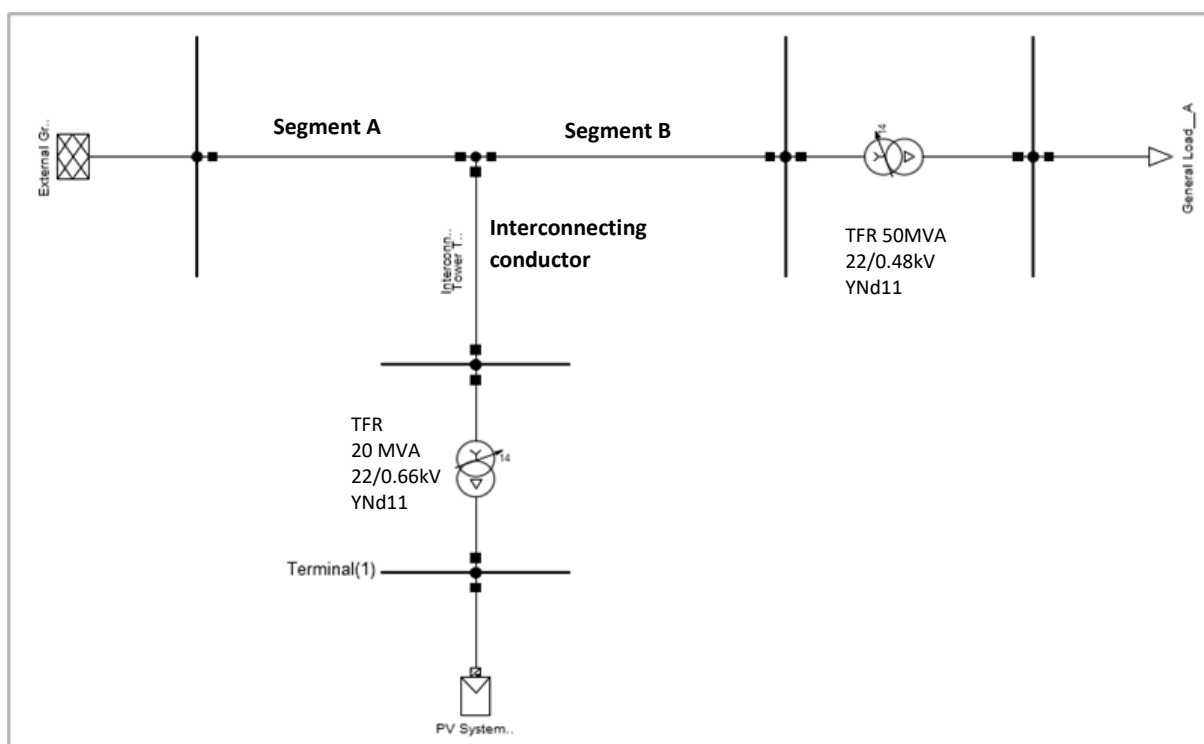 Segment A
Segment B
External Gr..
14
General Load__A
Interconn..
Tower T..
Interconnecting
conductor
TFR 50MVA
22/0.48kV
YNd11
TFR
20 MVA
22/0.66kV
YNd11
14
Terminal(1)
PV System..